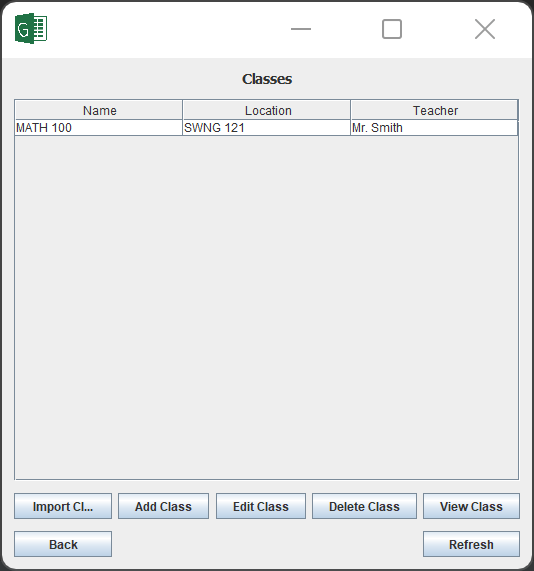 G
Classes
Name Location Teacher
MATH 100 SWNG 121 Mr. Smith
Import Cl... Add Class Edit Class Delete Class View Class
Back Refresh